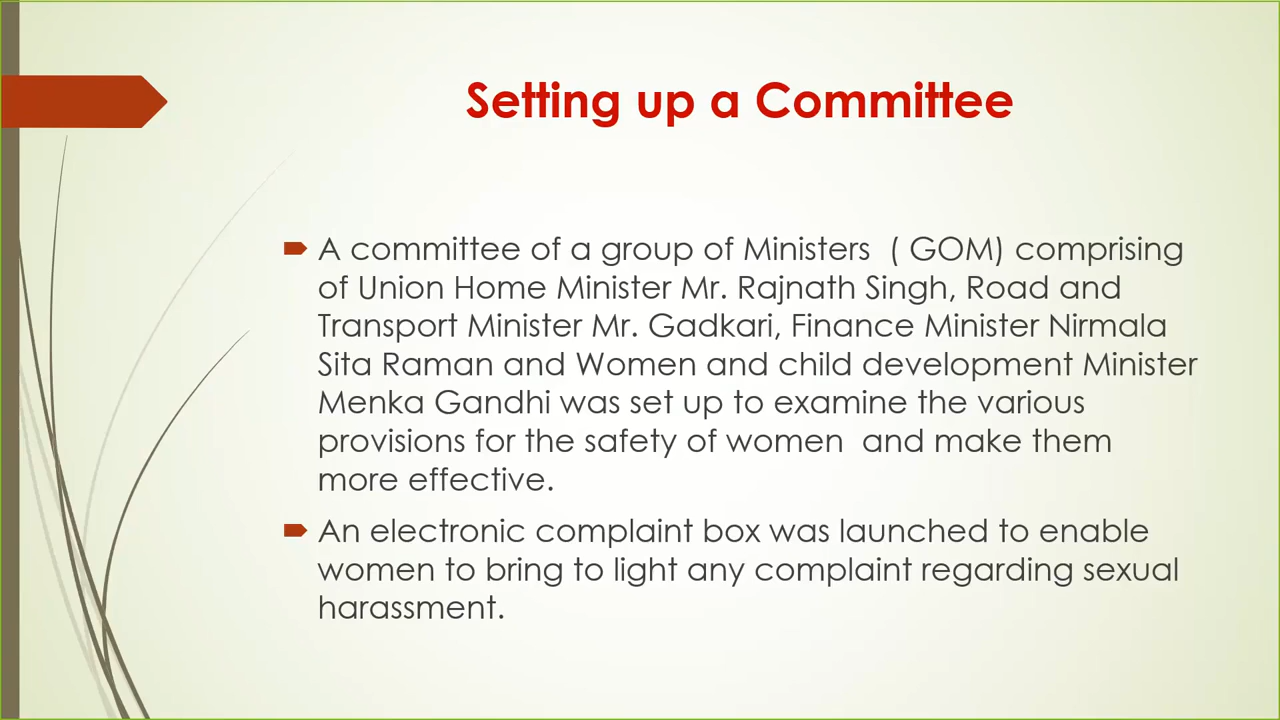 Setting up a Committee
A committee of a group of Ministers  ( GOM) comprising
of Union Home Minister Mr. Rajnath Singh, Road and
Transport Minister Mr. Gadkari, Finance Minister Nirmala
Sita Raman and Women and child development Minister
Menka Gandhi was set up to examine the various
provisions for the safety of women  and make them
more effective.
An electronic complaint box was launched to enable
women to bring to light any complaint regarding sexual
harassment.